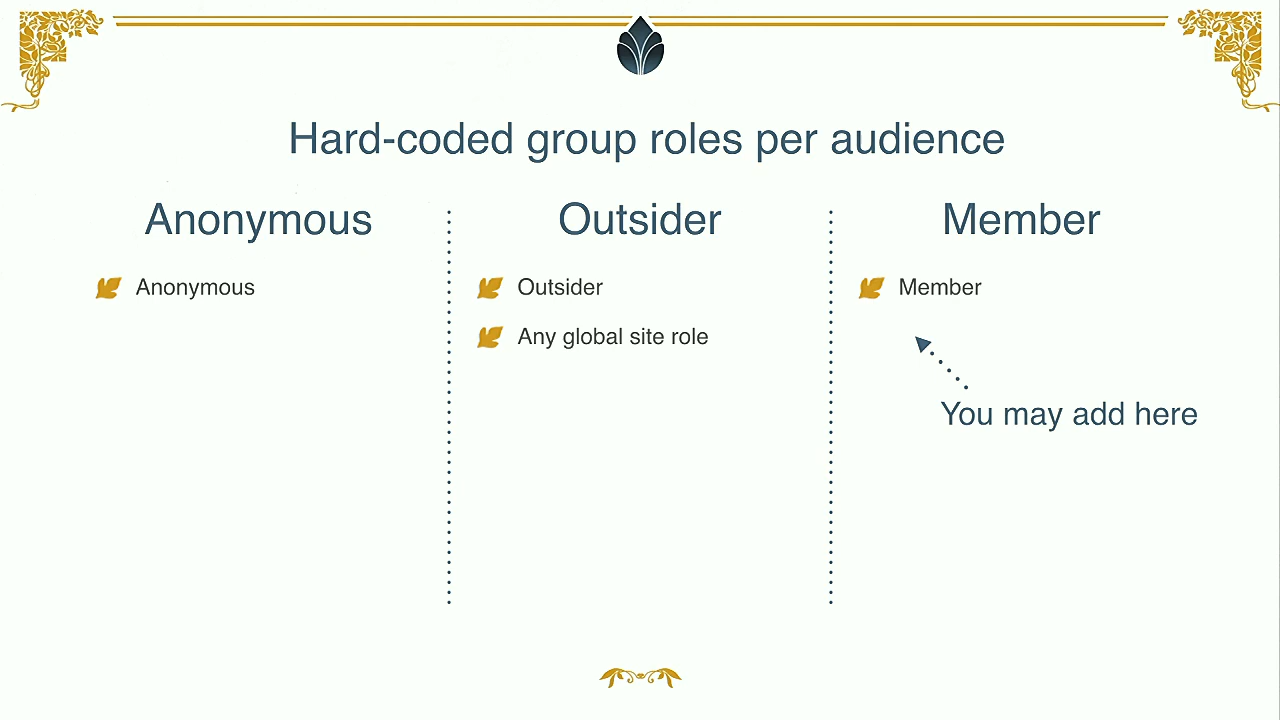 Hard-coded group roles per audience
Anonymous
Anonymous
Outsider
Outsider
Any global site role
Member
Member
You may add here